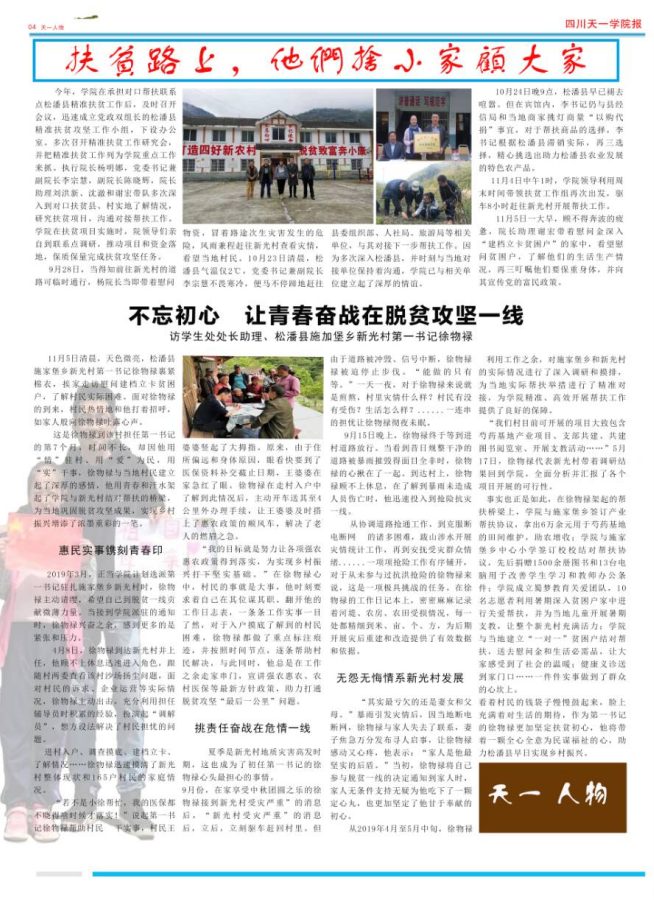 04 天一人物
四川天一学院报
扶贫路上，他們捨小家顧大家
今年，学院在承担对口帮扶联系
点松潘县精准扶贫工作后，及时召开
会议，迅速成立党政双组长的松潘县
精准扶贫攻坚工作小组，下设办公
室，多次召开精准扶贫工作研究会，
并把精准扶贫工作列为学院重点工作
来抓。执行院长杨明娜，党委书记兼
副院长李宗慧，副院长陈晓辉，院长
助理刘洪新、沈谧和谢宏带队多次深
入到对口扶贫县、村实地了解情况，
研究扶贫项目，沟通对接帮扶工作。
学院在扶贫项目实施时，院领导们亲
自到联系点调研，推动项目和资金落
地，保质保量完成扶贫攻坚任务。
9月28日，当得知前往新光村的道
路可临时通行，杨院长当即带着慰问
物资，冒着路途次生灾害发生的危
险，风雨兼程赶往新光村查看灾情，
看望当地村民。10月23日清晨，松
潘县气温仅2℃，党委书记兼副院长
李宗慧不畏寒冷，便马不停蹄地赶往
县委组织部、人社局、旅游局等相关
单位，与其对接下一步帮扶工作。因
为多次深入松潘县，并时刻与当地对
接单位保持着沟通，学院已与相关单
位建立起了深厚的情谊。
10月24日晚9点，松潘县早已褪去
喧嚣。但在宾馆内，李书记仍与县经
信局和当地商家挑灯商量“以购代
捐”事宜，对于帮扶商品的选择，李
书记根据松潘县滞销实际，再三选
择，精心挑选出助力松潘县农业发展
的特色农产品。
11月4日中午1时，学院领导利用周
末时间带领扶贫工作组再次出发，驱
车8小时赶往新光村开展帮扶工作。
11月5日一大早，顾不得奔波的疲
惫，院长助理谢宏带着慰问金深入
“建档立卡贫困户”的家中，看望慰
问贫困户，了解他们的生活生产情
况，再三叮嘱他们要保重身体，并向
其宣传党的富民政策。
不忘初心 让青春奋战在脱贫攻坚一线
访学生处处长助理、松潘县施加堡乡新光村第一书记徐物禄
11月5日清晨，天色微亮，松潘县
施家堡乡新光村第一书记徐物禄裹紧
棉衣，挨家走访慰问建档立卡贫困
户，了解村民实际困难。面对徐物禄
的到来，村民热情地和他打着招呼，
如家人般向徐物禄吐露心声。
这是徐物禄到该村担任第一书记
的第7个月，时间不长，却因他用
“情”驻村、用“爱”为民，用
“实”干事，徐物禄与当地村民建立
起了深厚的感情。他用青春和汗水架
起了学院与新光村结对帮扶的桥梁，
为当地巩固脱贫攻坚成果，实现乡村
振兴增添了浓墨重彩的一笔。
惠民实事镌刻青春印
2019年3月，正当学院计划选派第
一书记驻扎施家堡乡新光村时，徐物
禄主动请缨，希望自己到脱贫一线贡
献微薄力量。当接到学院派驻的通知
时，徐物禄兴奋之余，感到更多的是
紧张和压力。
4月8日，徐物禄到达新光村并上
任，他顾不上休息迅速进入角色，跟
随村两委查看该村沙场扬尘问题，面
对村民的诉求、企业运营等实际情
况，徐物禄主动出击，充分利用担任
辅导员时积累的经验，扮演起“调解
员”，想方设法解决了村民担忧的问
题。
进村入户、调查摸底、建档立卡、
了解情况......徐物禄迅速摸清了新光
村整体现状和165户村民的家庭情
况。
“若不是小徐帮忙，我的医保都
不晓得啥时候才落实！”说起第一书
记徐物禄帮助村民 干实事，村民王
婆婆竖起了大拇指。原来，由于住
所偏远和身体原因，眼看快要到了
医保资料补交截止日期，王婆婆在
家急红了眼。徐物禄在走村入户中
了解到此情况后，主动开车送其至4
公里外办理手续，让王婆婆及时搭
上了惠农政策的顺风车，解决了老
人的燃眉之急。
“我的目标就是努力让各项强农
惠农政策得到落实，为实现乡村振
兴打下坚实基础。”在徐物禄心
中，村民的事就是大事，他时刻要
求着自己在其位谋其职。翻开他的
工作日志表，一条条工作实事一目
了然，对于入户摸底了解到的村民
困难，徐物禄都做了重点标注痕
迹，并按照时间节点，逐条帮助村
民解决，与此同时，他总是在工作
之余走家串门，宣讲强农惠农、农
村医保等最新方针政策，助力打通
脱贫攻坚“最后一公里”问题。
挑责任奋战在危情一线
夏季是新光村地质灾害高发时
期，这也成为了初任第一书记的徐
物禄心头最担心的事情。
9月份，在家享受中秋团圆之乐的徐
物禄接到新光村受灾严重”的消息
后，“新光村受灾严重”的消息
后，立后，立刻驱车赶回村里。但
由于道路被冲毁、信号中断，徐物禄
禄被迫停止步伐。“能做的只有
等。”一天一夜，对于徐物禄来说就
是煎熬，村里灾情什么样？村民有没
有受伤？生活怎么样？......一连串
的担忧让徐物禄彻夜未眠。
9月15日晚上，徐物禄终于等到进
村道路放行。当看到昔日规整干净的
道路被暴雨摧毁得面目全非时，徐物
禄的心揪在了一起。到达村上，徐物
禄顾不上休息，在了解到暴雨未造成
人员伤亡时，他迅速投入到抢险抗灾
一线。
从协调道路抢通工作，到克服断
电断网 的诸多困难，跋山涉水开展
灾情统计工作，再到安抚受灾群众情
绪......一项项抢险工作有序铺开，
对于从未参与过抗洪抢险的徐物禄来
说，这是一项极具挑战的任务。在徐
物禄的工作日记本上，密密麻麻记录
着河道、农房、农田受损情况，每一
处都精细到米、亩、个、方，为后期
开展灾后重建和改造提供了有效数据
和依据。
无怨无悔情系新光村发展
“其实最亏欠的还是妻女和父
母。”暴雨引发灾情后，因当地断电
断网，徐物禄与家人失去了联系，妻
子焦急万分发布寻人启事，让徐物禄
感动又心疼，他表示：“家人是他最
坚实的后盾。”当初，徐物禄将自己
参与脱贫一线的决定通知到家人时，
家人无条件支持无疑为他吃下了一颗
定心丸，也更加坚定了他甘于奉献的
初心。
从2019年4月至5月中旬，徐物禄
利用工作之余，对施家堡乡和新光村
的实际情况进行了深入调研和摸排，
为当地实际帮扶举措进行了精准对
接，为学院精准、高效开展帮扶工作
提供了良好的保障。
“我们村目前可开展的项目大致包含
芍药基地产业项目、支部共建、共建
图书阅览室、开展支教活动......”5月
17日，徐物禄代表新光村带着调研结
果回到学院，全面分析并汇报了各个
项目开展的可行性。
事实也正是如此，在徐物禄架起的帮
扶桥梁上，学院与施家堡乡签订产业
帮扶协议，拿出6万余元用于芍药基地
的田间维护，助农增收；学院与施家
堡乡中心小学签订校校结对帮扶协
议，先后捐赠1500余册图书和13台电
脑用于改善学生学习和教师办公条
件；学院成立蜀梦教育关爱团队，10
名志愿者利用暑期深入贫困户家中进
行关爱帮扶，并为当地儿童开展暑期
支教，让整个新光村充满活力；学院
与当地建立“一对一”贫困户结对帮
扶，送去慰问金和生活必需品，让大
家感受到了社会的温暖；健康义诊送
到家门口......一件件实事做到了群众
的心坎上。
看着村民的钱袋子慢慢鼓起来，脸上
充满着对生活的期待，作为第一书记
的徐物禄更加坚定扶贫初心，他将带
着一颗全心全意为民谋福祉的心，助
力松潘县早日实现乡村振兴。
天一人物